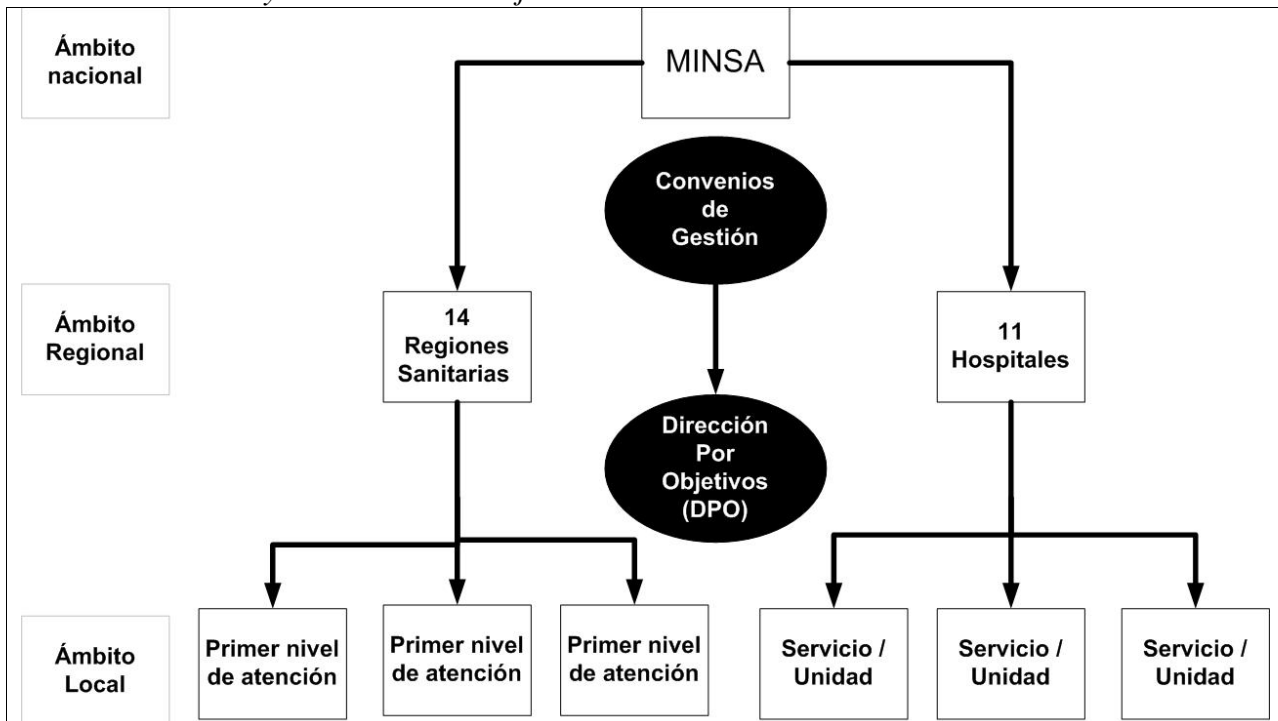 Ámbito
nacional
MINSA
Convenios
de
Gestión
Ámbito
Regional
14
Regiones
Sanitarias
11
Hospitales
Dirección
Por
Objetivos
(DPO)
Ámbito
Local
Primer nivel
de atención
Primer nivel
de atención
Primer nivel
de atención
Servicio /
Unidad
Servicio /
Unidad
Servicio /
Unidad